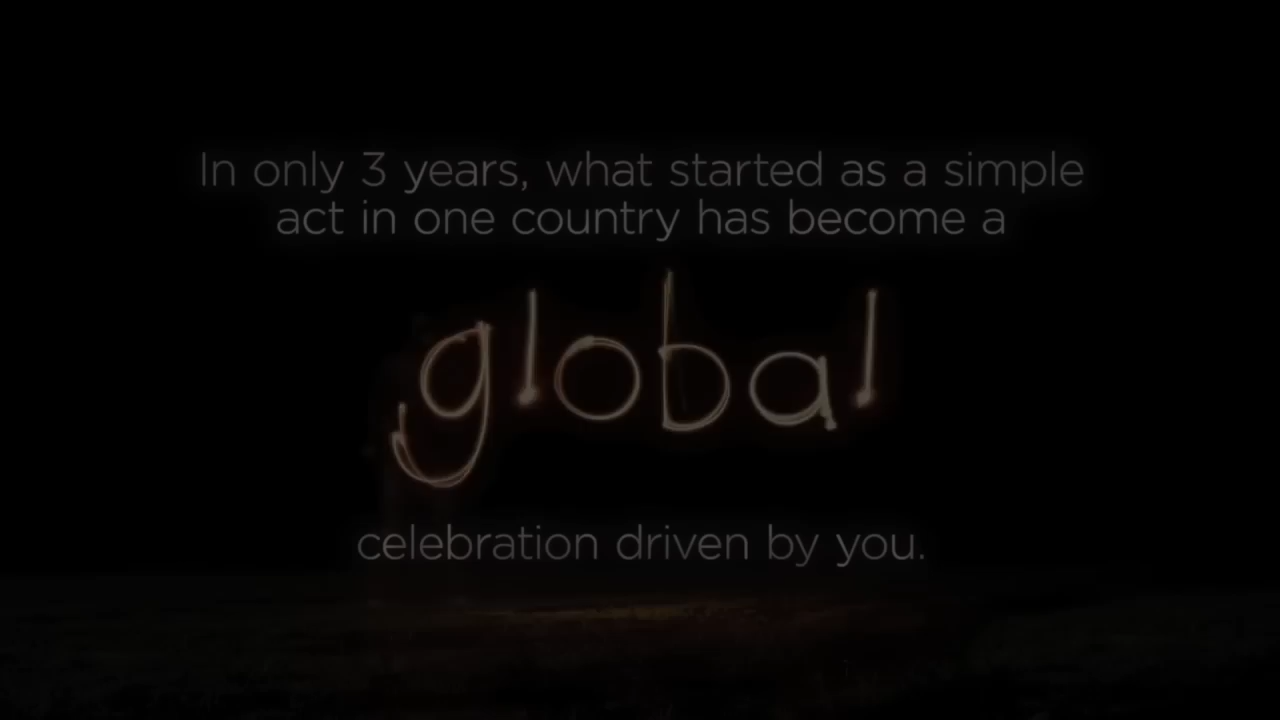 In only 3 years, what started as a simple
act in one country has become a
global
celebration driven by you.